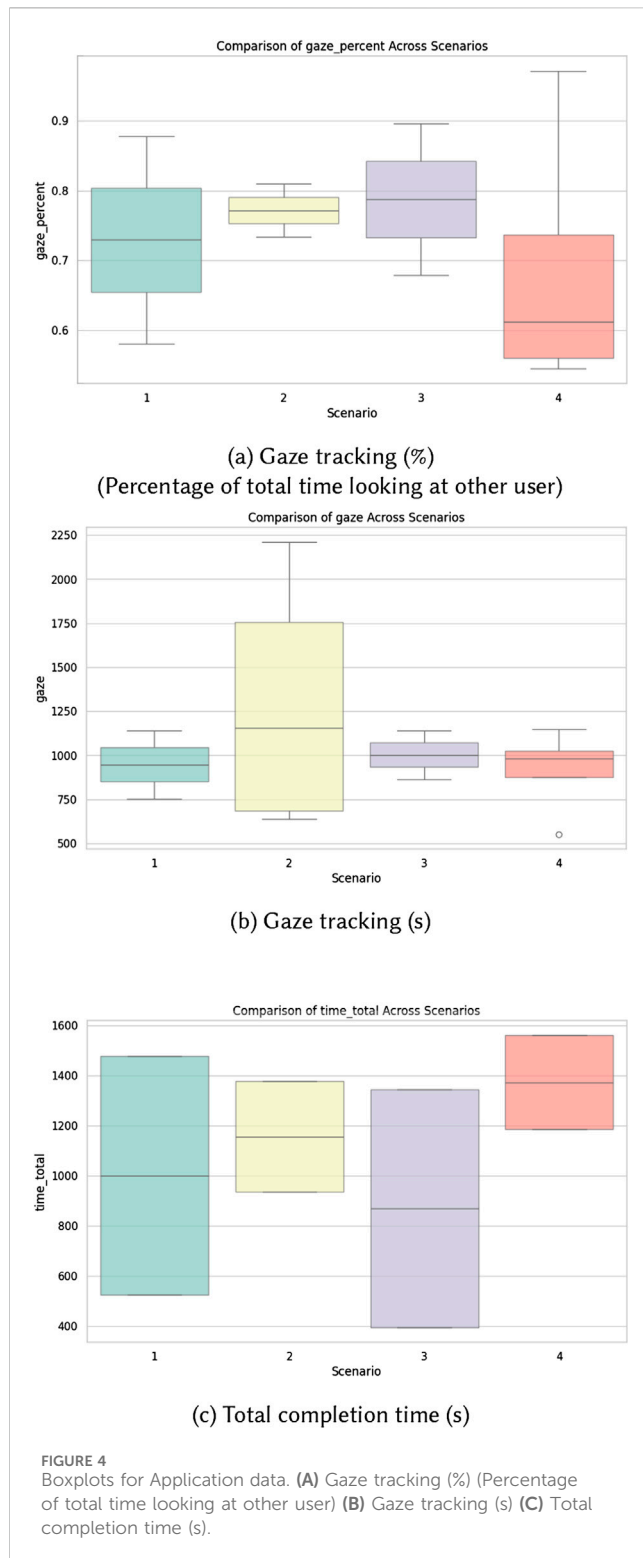 Comparison of gaze_percent Across Scenarios
0.9
0.8
0.7
0.6
gaze_percent
1 2 3 4
Scenario
(a) Gaze tracking (%)
(Percentage of total time looking at other user)
Comparison of gaze Across Scenarios
2250
2000
1750
1500
1250
1000
750
500
gaze
1 2 3 4
Scenario
(b) Gaze tracking (s)
Comparison of time_total Across Scenarios
1600
1400
1200
1000
800
600
400
time_total
1 2 3 4
Scenario
(c) Total completion time (s)
FIGURE 4
Boxplots for Application data. (A) Gaze tracking (%) (Percentage
of total time looking at other user) (B) Gaze tracking (s) (C) Total
completion time (s).